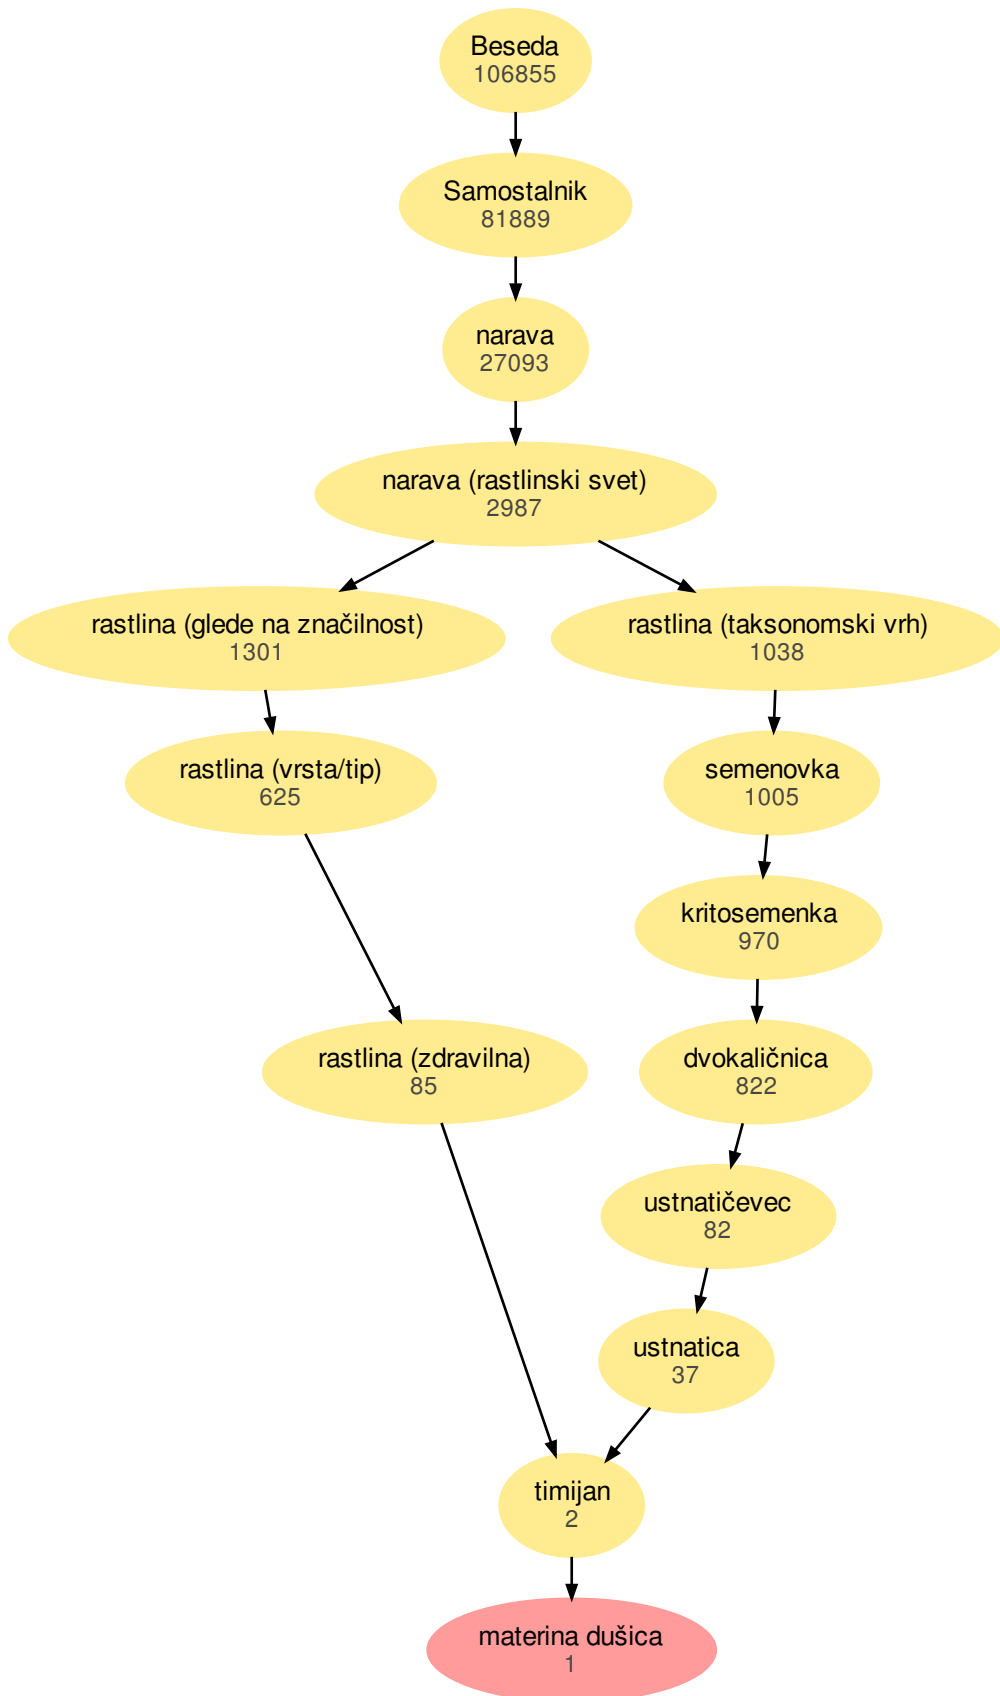 Beseda
106855
Samostalnik
81889
narava
27093
narava (rastlinski svet)
2987
rastlina (glede na značilnost)
1301
rastlina (taksonomski vrh)
1038
rastlina (vrsta/tip)
625
semenovka
1005
kritosemenka
970
rastlina (zdravilna)
85
dvokaličnica
822
ustnatičevec
82
ustnatica
37
timijan
2
materina dušica
1